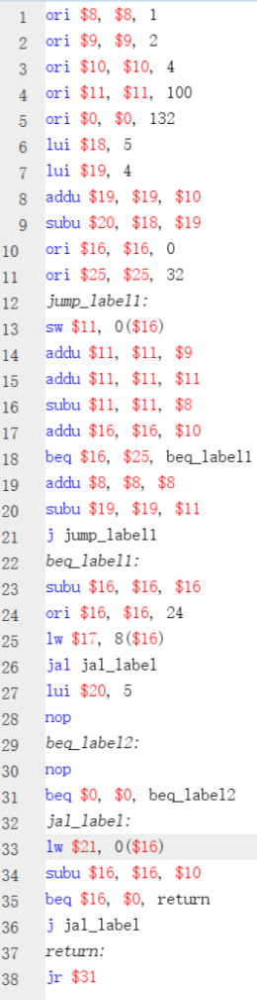 1 ori $8, $8, 1
2 ori $9, $9, 2
3 ori $10, $10, 4
4 ori $11, $11, 100
5 ori $0, $0, 132
6 lui $18, 5
7 lui $19, 4
8 addu $19, $19, $10
9 subu $20, $18, $19
10 ori $16, $16, 0
11 ori $25, $25, 32
12 jump_label1:
13 sw $11, 0($16)
14 addu $11, $11, $9
15 addu $11, $11, $11
16 subu $11, $11, $8
17 addu $16, $16, $10
18 beq $16, $25, beq_label1
19 addu $8, $8, $8
20 subu $19, $19, $11
21 j jump_label1
22 beq_label1:
23 subu $16, $16, $16
24 ori $16, $16, 24
25 lw $17, 8($16)
26 jal jal_label
27 lui $20, 5
28 nop
29 beq_label2:
30 nop
31 beq $0, $0, beq_label2
32 jal_label:
33 lw $21, 0($16)
34 subu $16, $16, $10
35 beq $16, $0, return
36 j jal_label
37 return:
38 jr $31